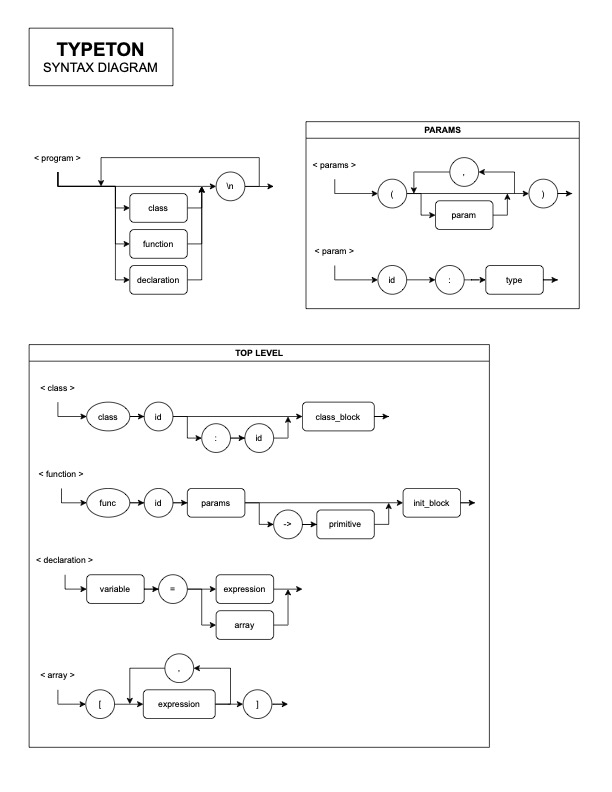 TYPETON
SYNTAX DIAGRAM
< program >
\n
class
function
declaration
PARAMS
< params >
,
(
)
param
< param >
id
:
type
TOP LEVEL
< class >
class
id
class_block
:
id
< function >
func
id
params
init_block
->
primitive
< declaration >
variable
=
expression
array
< array >
,
[
expression
]